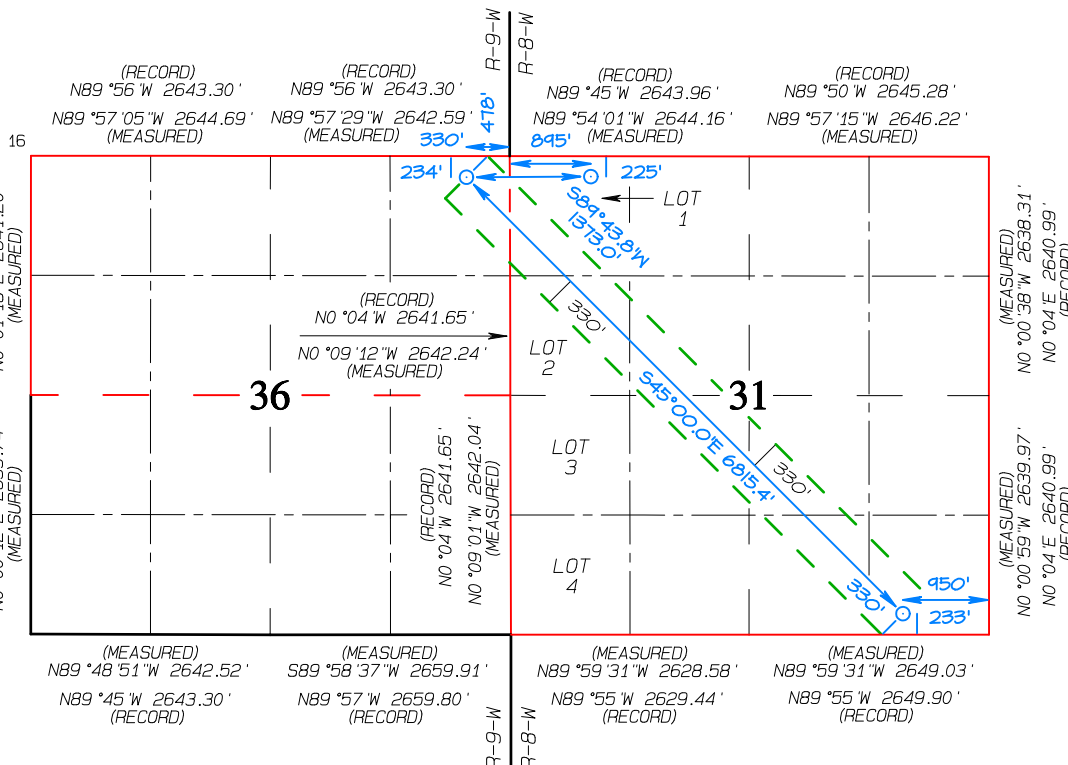 R-9-W
R-8-W
(RECORD)
N89°56'W 2643.30'
N89°57'05"W 2644.69'
(MEASURED)
(RECORD)
N89°56'W 2643.30'
N89°57'29"W 2642.59'
(MEASURED)
(RECORD)
N89°45'W 2643.96'
N89°54'01"W 2644.16'
(MEASURED)
(RECORD)
N89°50'W 2645.28'
N89°57'15"W 2646.22'
(MEASURED)
16
478'
330'
895'
234'
225'
S89°43.8'W
1373.0'
LOT
1
(MEASURED)
(MEASURED)
N0°00'38"W 2638.31'
N0°04'E 2640.99'
(RECORD)
(RECORD)
N0°04'W 2641.65'
N0°09'12"W 2642.24'
(MEASURED)
330'
LOT
2
36
31
S45°00.0'E 6815.4'
330'
LOT
3
(RECORD)
N0°04'W 2641.65'
N0°09'01"W 2642.04'
(MEASURED)
(MEASURED)
(MEASURED)
N0°00'59"W 2639.97'
N0°04'E 2640.99'
(RECORD)
LOT
4
330'
950'
233'
(MEASURED)
N89°48'51"W 2642.52
N89°45'W 2643.30'
(RECORD)
(MEASURED)
S89°58'37"W 2659.91'
N89°57'W 2659.80'
(RECORD)
(MEASURED)
N89°59'31"W 2628.58'
N89°55'W 2629.44'
(RECORD)
(MEASURED)
N89°59'31"W 2649.03'
N89°55'W 2649.90'
(RECORD)
R-9-W
R-8-W